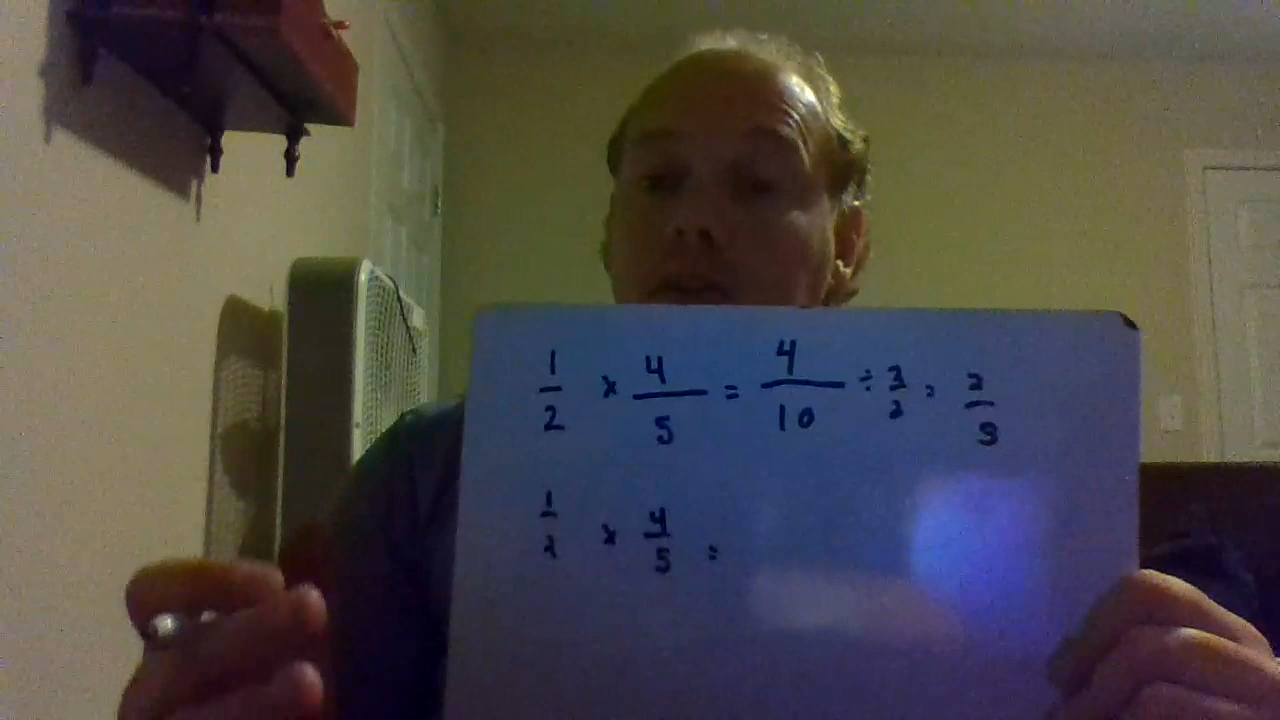 1/2 × 4/5 = 4/10 ÷ 2/2 = 2/5
1/2 × 4/5 =